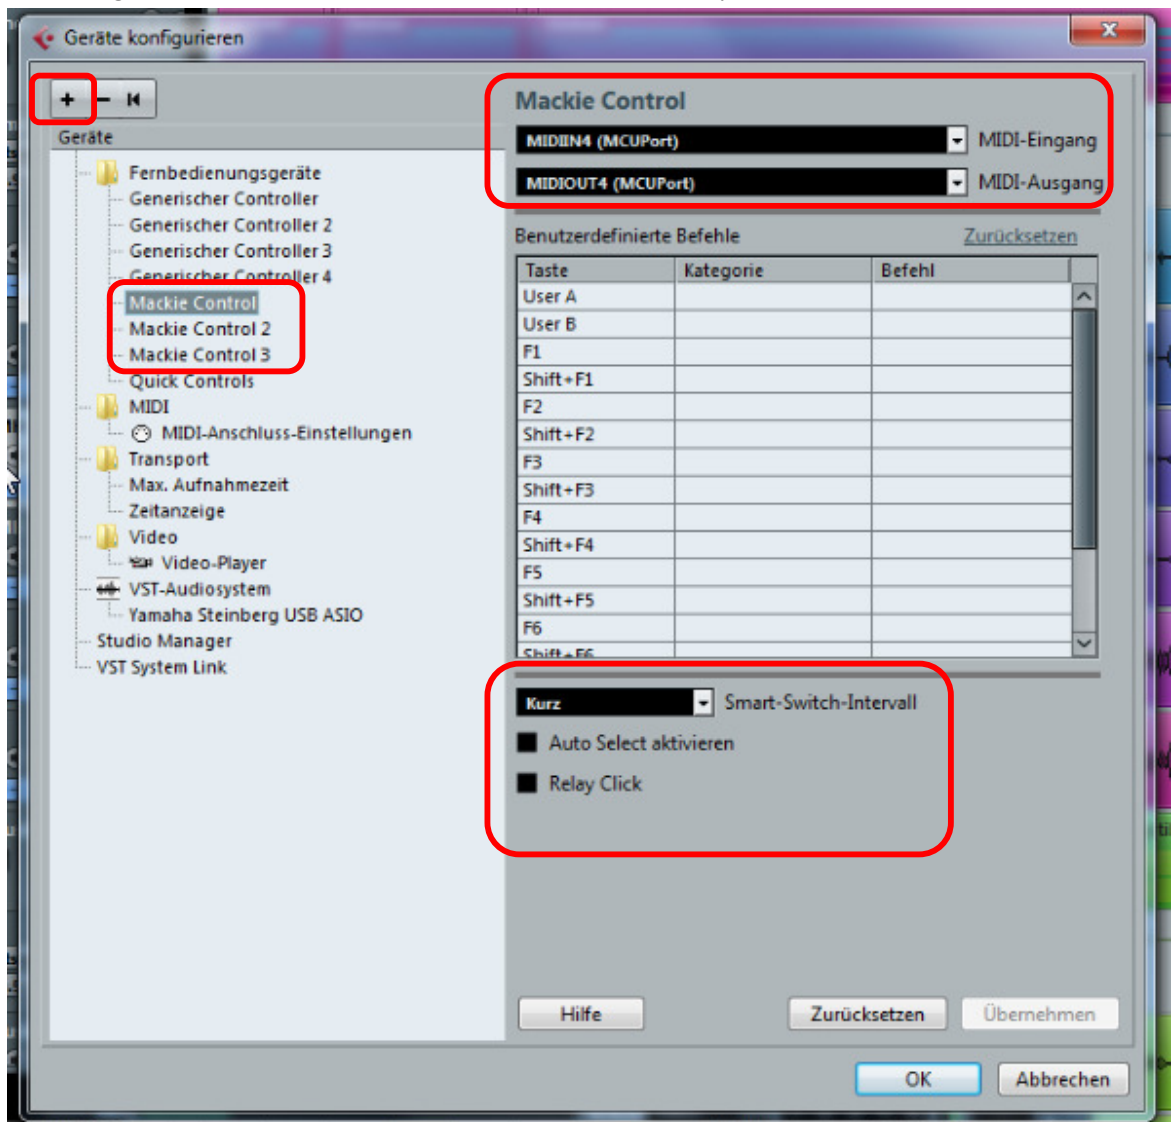 Geräte konfigurieren
Geräte
Fernbedienungsgeräte
Generischer Controller
Generischer Controller 2
Generischer Controller 3
Generischer Controller 4
Mackie Control
Mackie Control 2
Mackie Control 3
Quick Controls
MIDI
MIDI-Anschluss-Einstellungen
Transport
Max. Aufnahmezeit
Zeitanzeige
Video
Video-Player
VST-Audiosystem
Yamaha Steinberg USB ASIO
Studio Manager
VST System Link
Mackie Control
MIDIIN4 (MCUPort) MIDI-Eingang
MIDIOUT4 (MCUPort) MIDI-Ausgang
Benutzerdefinierte Befehle Zurücksetzen
Taste Kategorie Befehl
User A
User B
F1
Shift+F1
F2
Shift+F2
F3
Shift+F3
F4
Shift+F4
F5
Shift+F5
F6
Shift+F6
Kurz Smart-Switch-Intervall
Auto Select aktivieren
Relay Click
Hilfe Zurücksetzen Übernehmen
OK Abbrechen